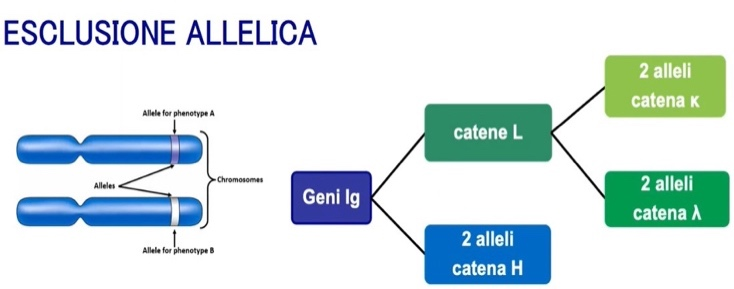 ESCLUSIONE ALLELICA
Allele for phenotype A
Alleles
Chromosomes
Allele for phenotype B
Geni Ig
catene L
2 alleli
catena H
2 alleli
catena κ
2 alleli
catena λ